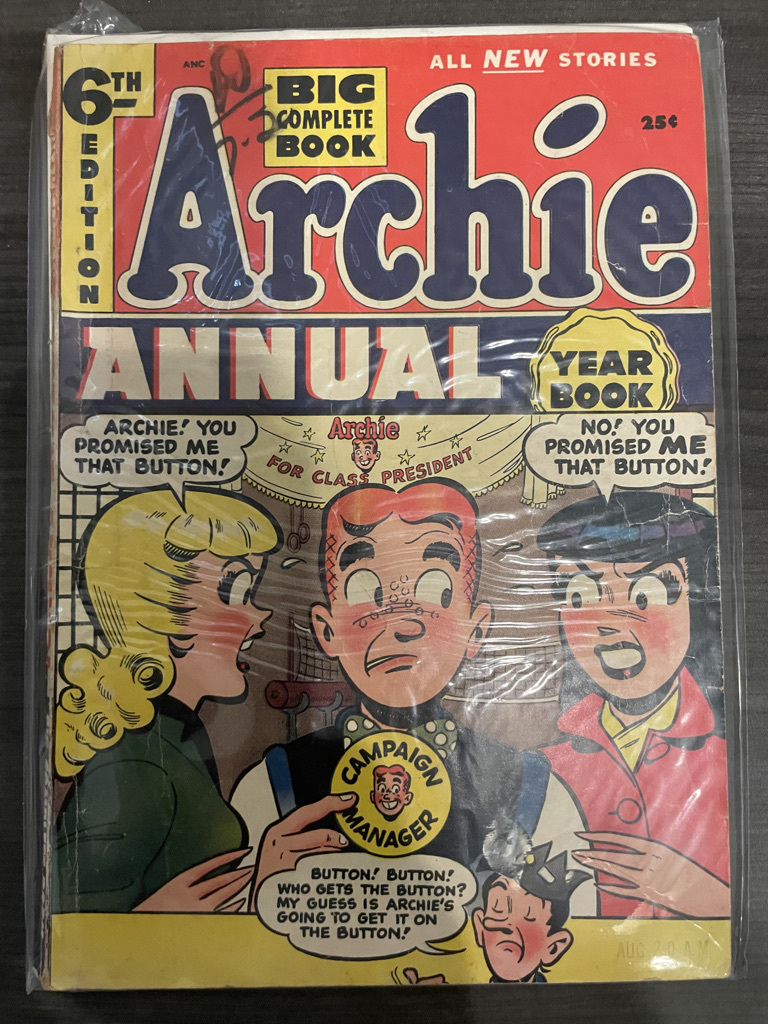 6TH
EDITION
ANC
BIG
COMPLETE
BOOK
ALL NEW STORIES
25¢
Archie
ANNUAL
YEAR
BOOK
ARCHIE! YOU
PROMISED ME
THAT BUTTON!
Archie
FOR CLASS PRESIDENT
NO! YOU
PROMISED ME
THAT BUTTON!
CAMPAIGN
MANAGER
BUTTON! BUTTON!
WHO GETS THE BUTTON?
MY GUESS IS ARCHIE'S
GOING TO GET IT ON
THE BUTTON!
AUG 20 A M